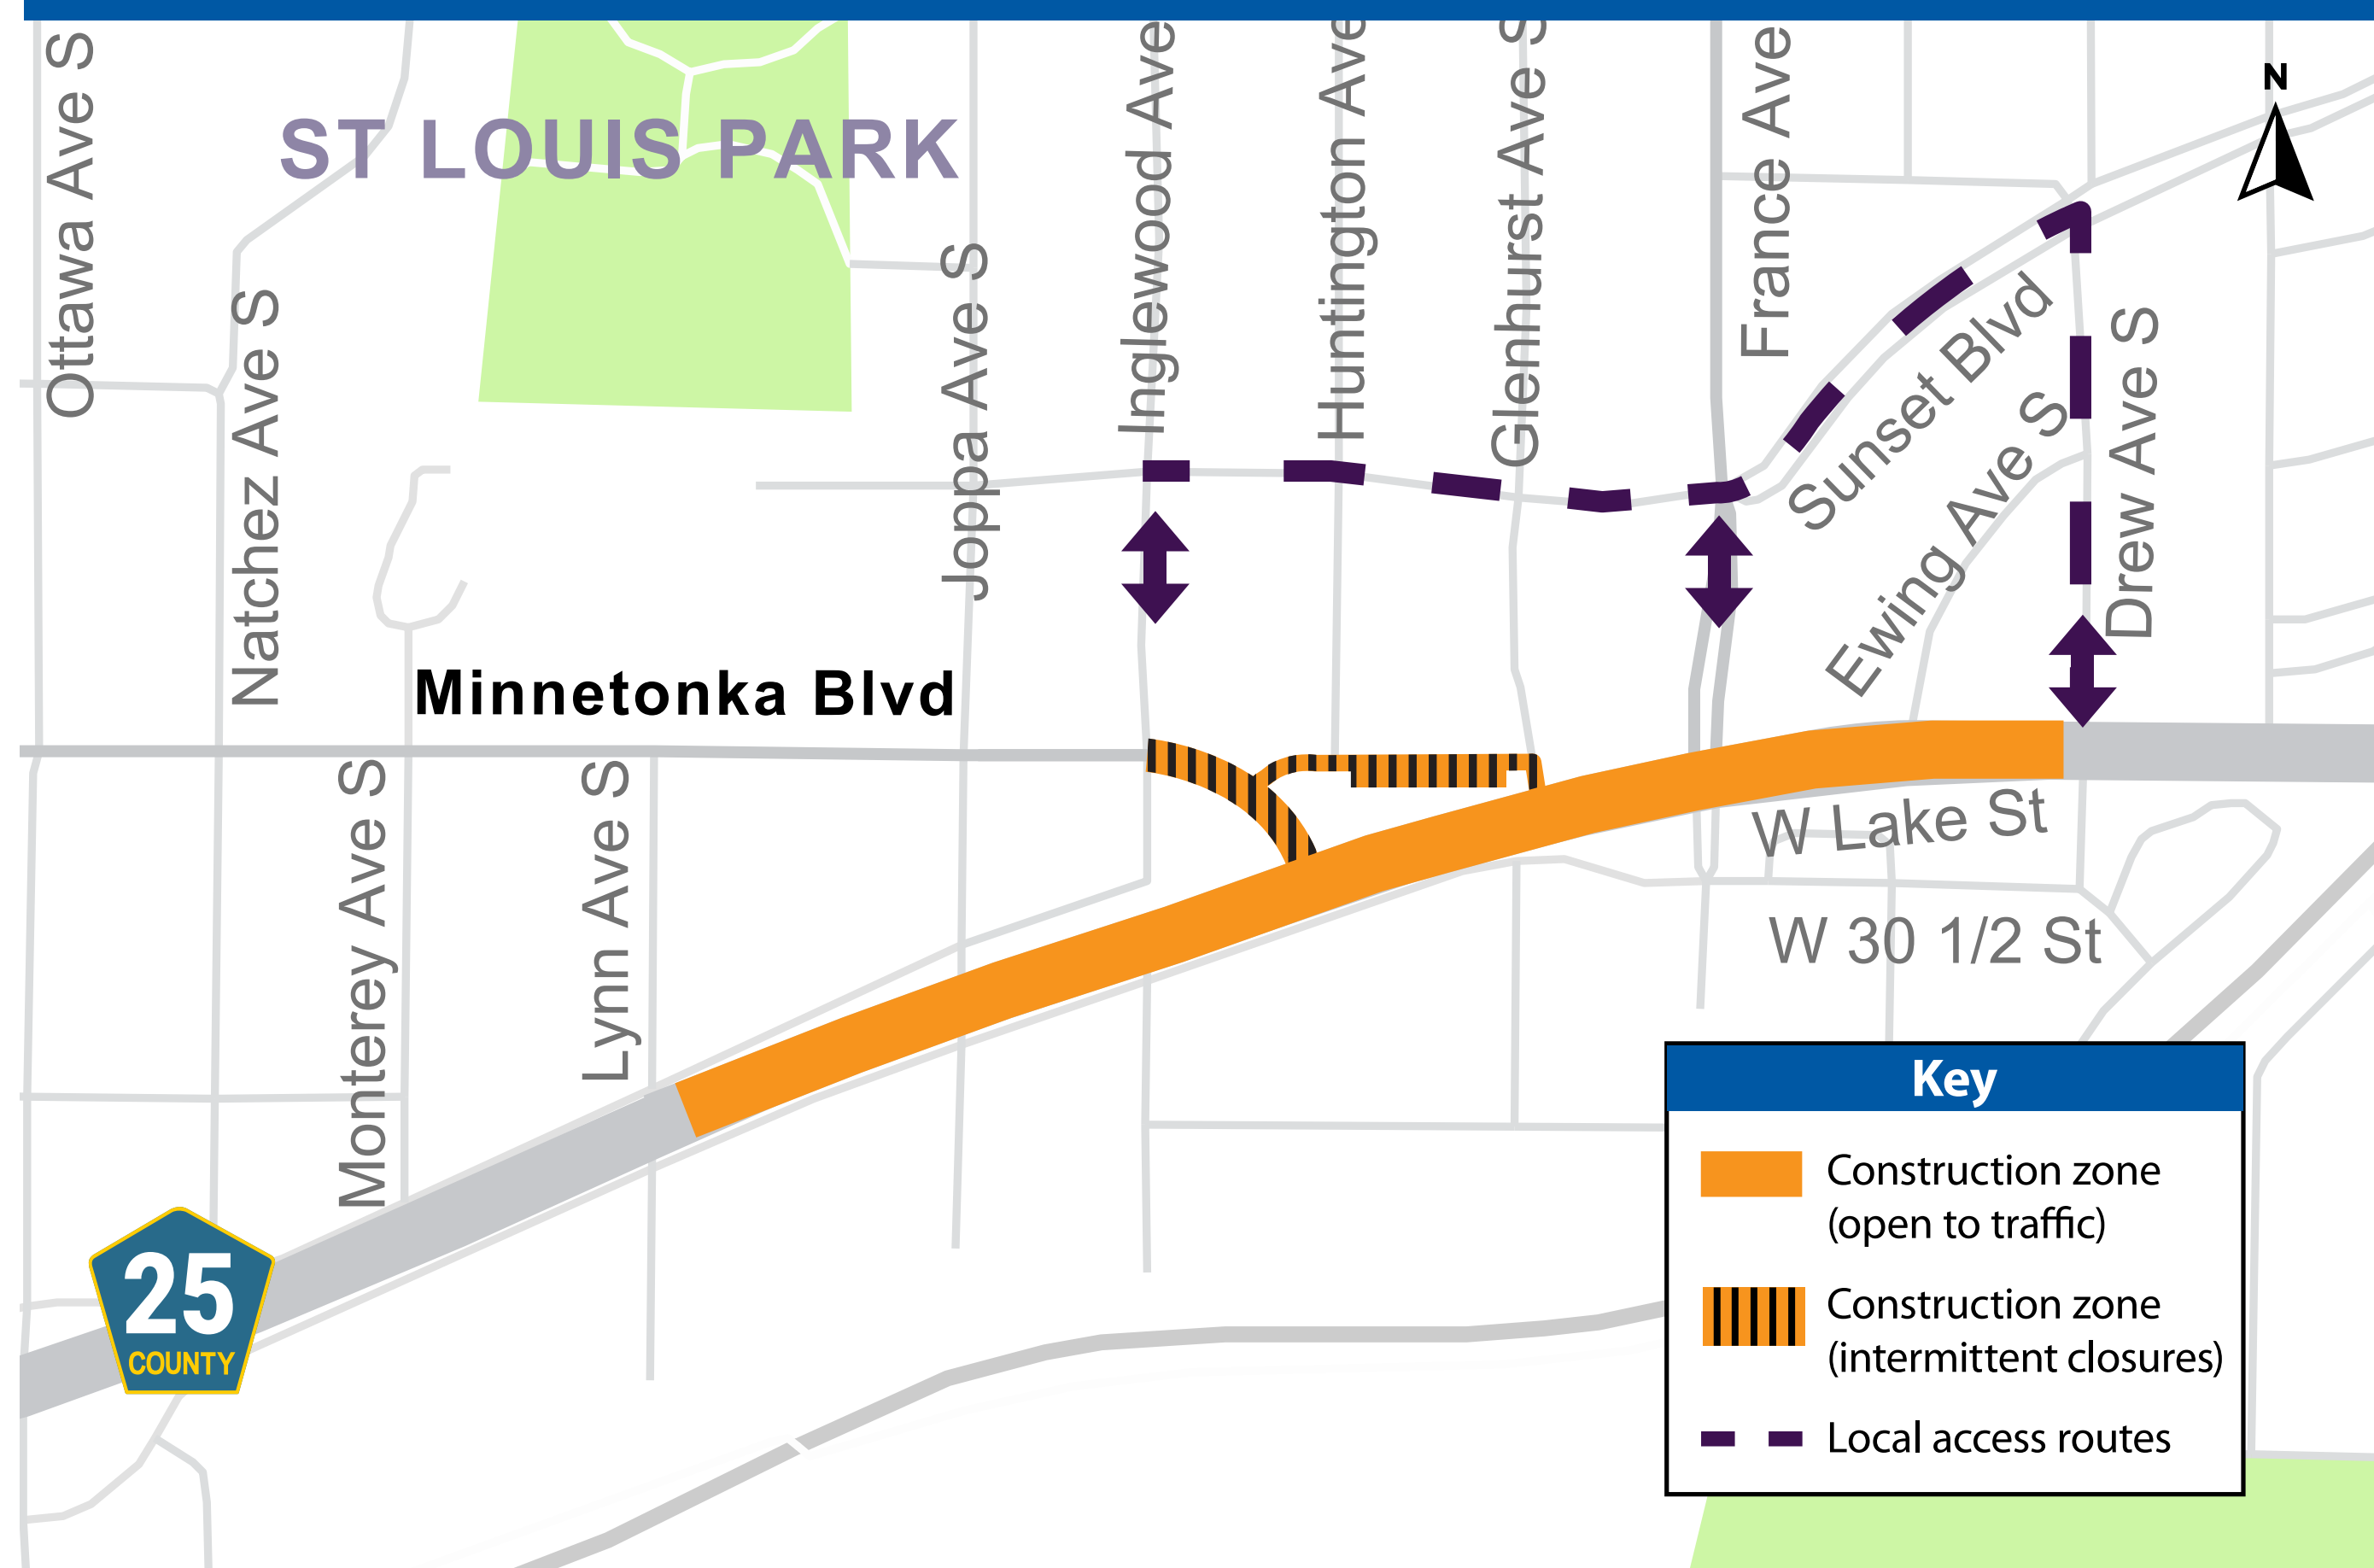 Ottawa Ave S
Natchez Ave S
ST LOUIS PARK
Joppa Ave S
Inglewood Ave
Huntington Ave
Glenhurst Ave S
France Ave
N
Sunset Blvd
Ewing Ave S
Drew Ave S
Minnetonka Blvd
Monterey Ave S
Lynn Ave S
W Lake St
W 30 1/2 St
25
COUNTY
Key
Construction zone
(open to traffic)
Construction zone
(intermittent closures)
Local access routes